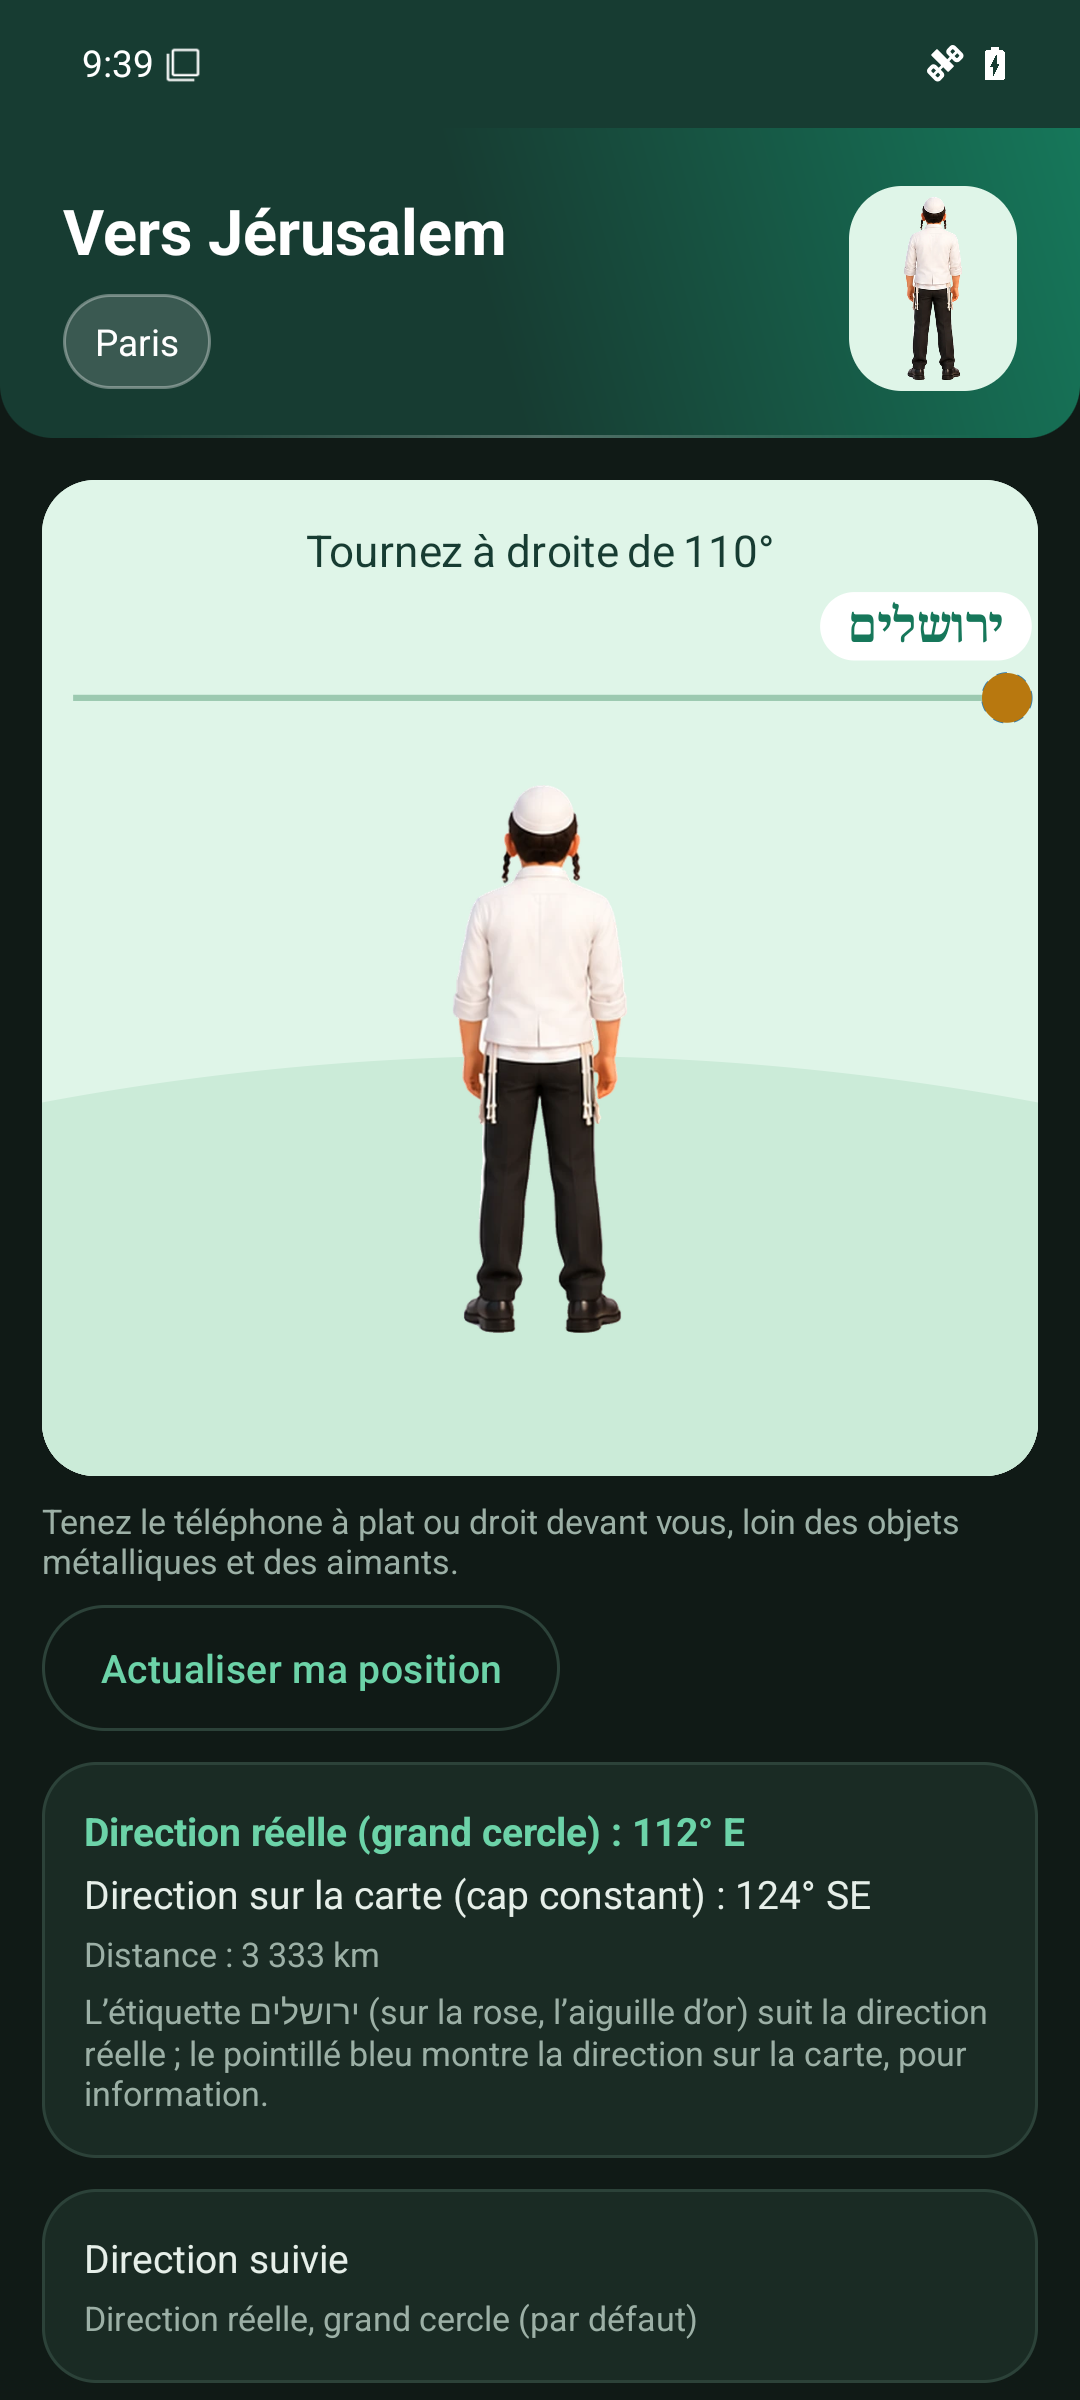 9:39
Vers Jérusalem
Paris
Tournez à droite de 110°
ירושלים
Tenez le téléphone à plat ou droit devant vous, loin des objets
métalliques et des aimants.
Actualiser ma position
Direction réelle (grand cercle) : 112° E
Direction sur la carte (cap constant) : 124° SE
Distance : 3 333 km
L’étiquette ירושלים (sur la rose, l’aiguille d’or) suit la direction
réelle ; le pointillé bleu montre la direction sur la carte, pour
information.
Direction suivie
Direction réelle, grand cercle (par défaut)